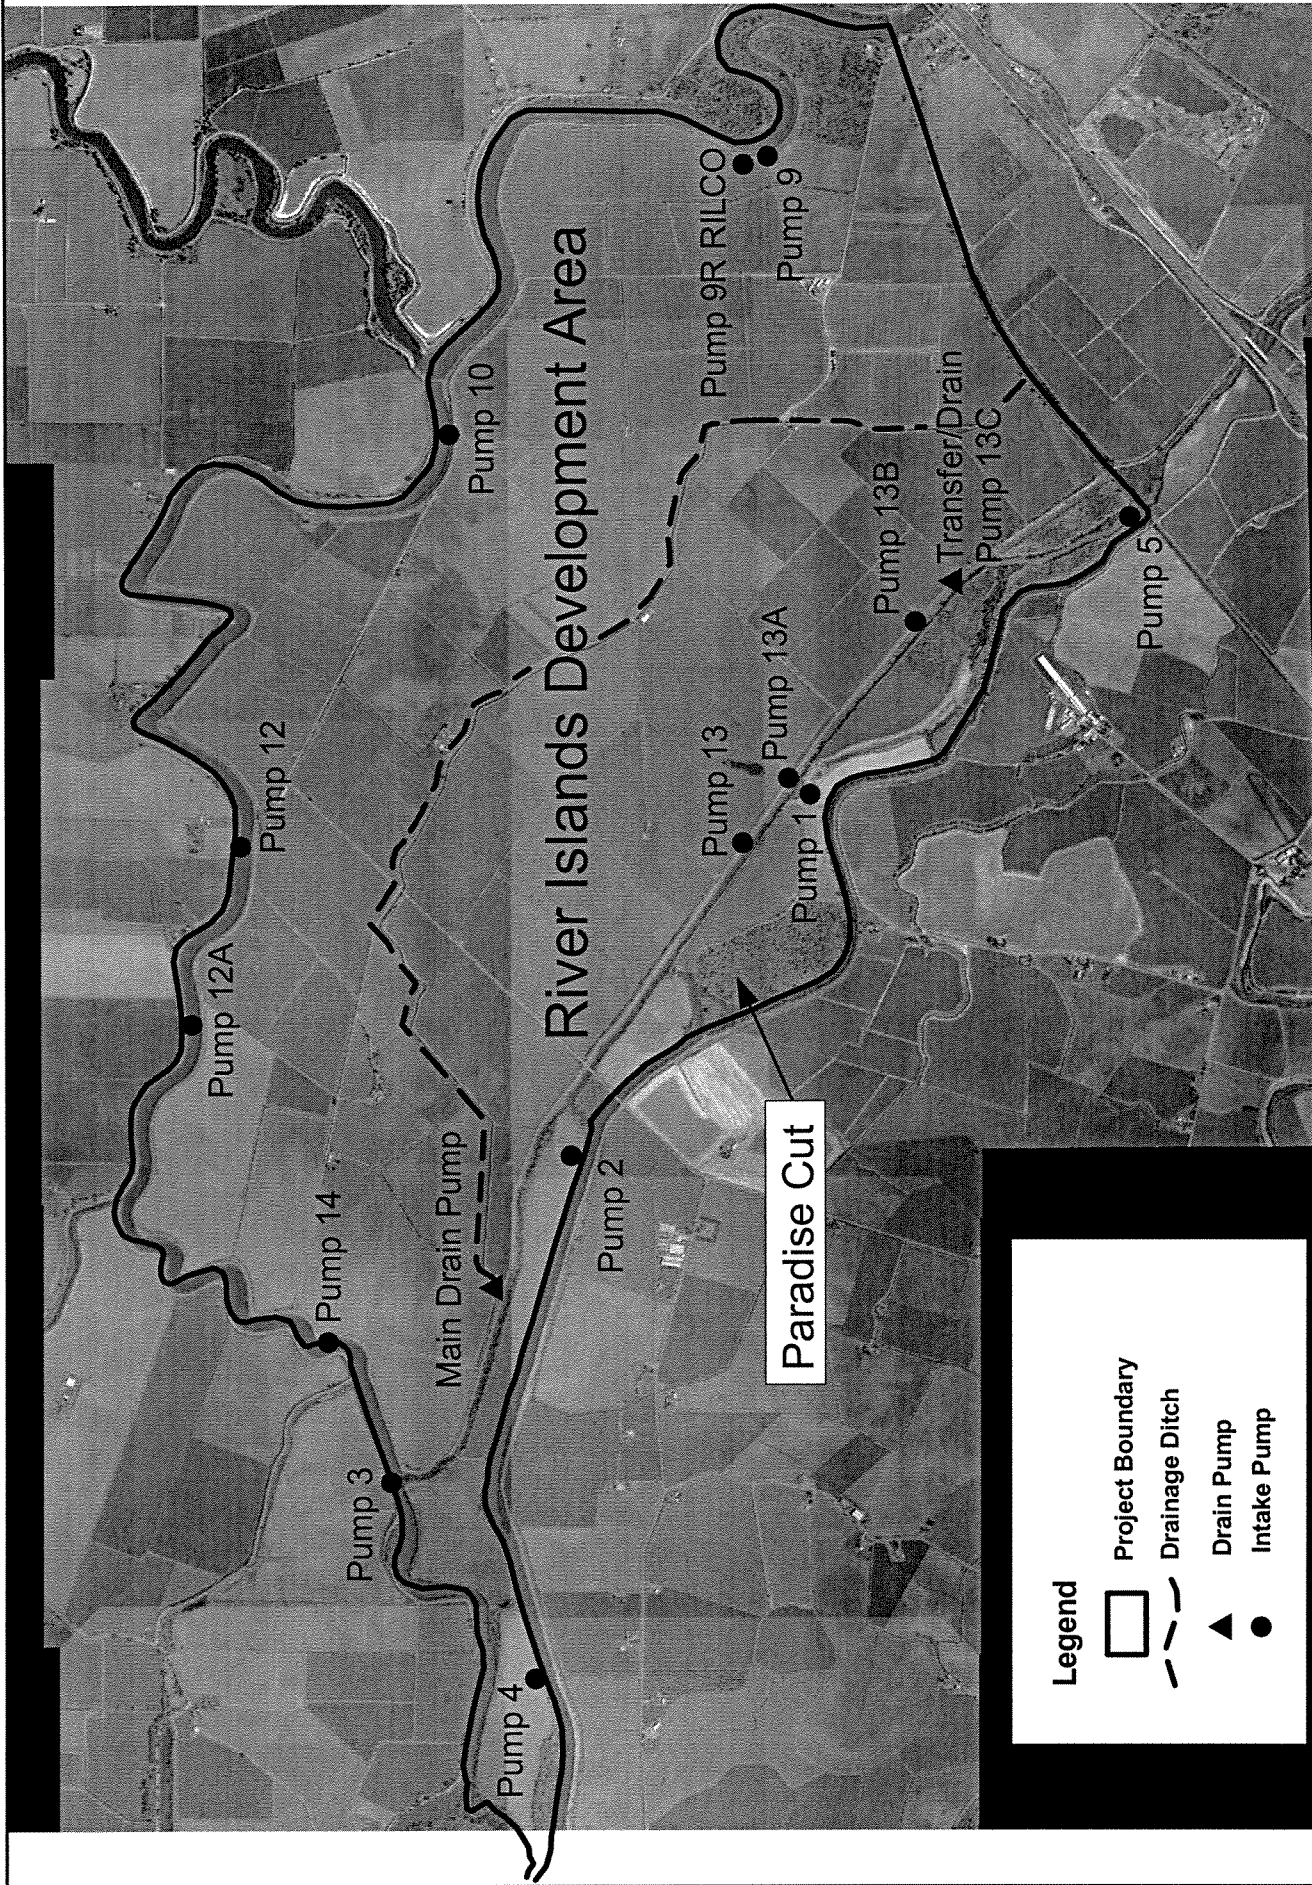 River Islands Development Area
Pump 12A
Pump 12
Pump 10
Pump 14
Pump 3
Main Drain Pump
Pump 4
Pump 2
Pump 13
Pump 13A
Pump 1
Pump 13B
Transfer/Drain
Pump 13C
Pump 9R RILCO
Pump 9
Pump 5
Paradise Cut
Legend
Project Boundary
Drainage Ditch
Drain Pump
Intake Pump